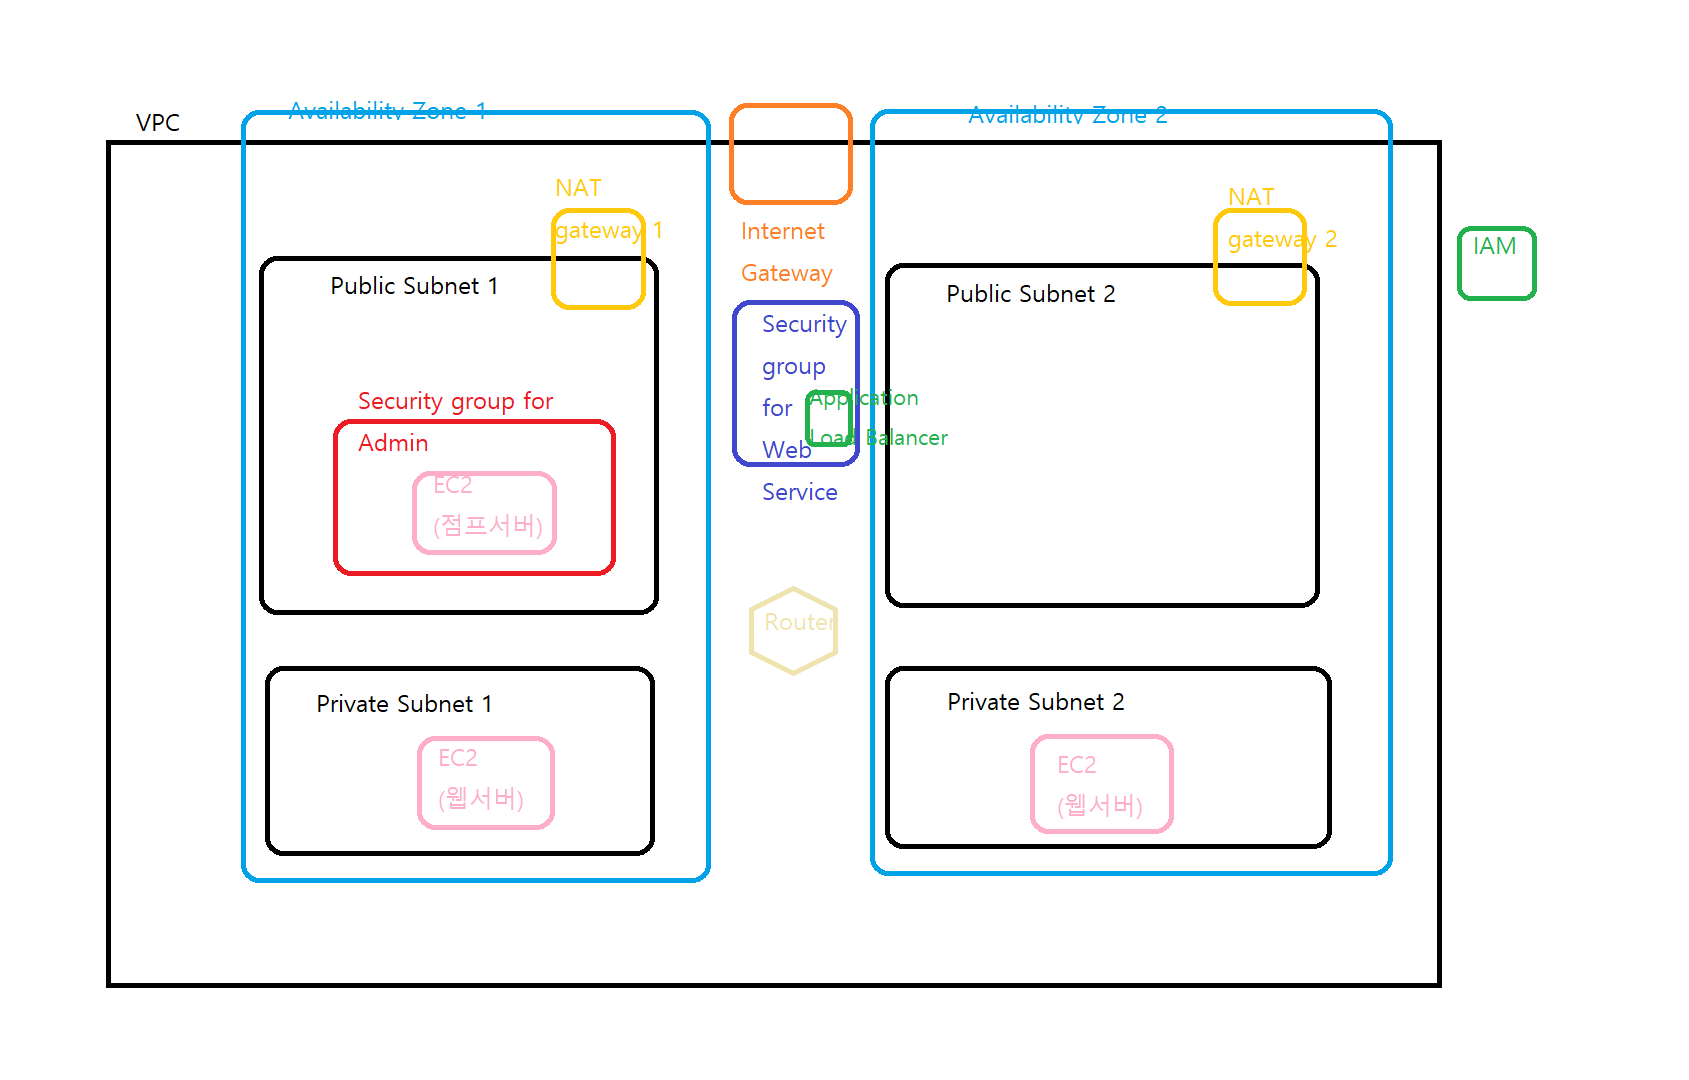 VPC
Availability Zone 1
Availability Zone 2
NAT
gateway 1
Internet
Gateway
NAT
gateway 2
IAM
Public Subnet 1
Public Subnet 2
Security
group
for
Web
Service
Application
Load Balancer
Security group for
Admin
EC2
(점프서버)
Router
Private Subnet 1
Private Subnet 2
EC2
(웹서버)
EC2
(웹서버)